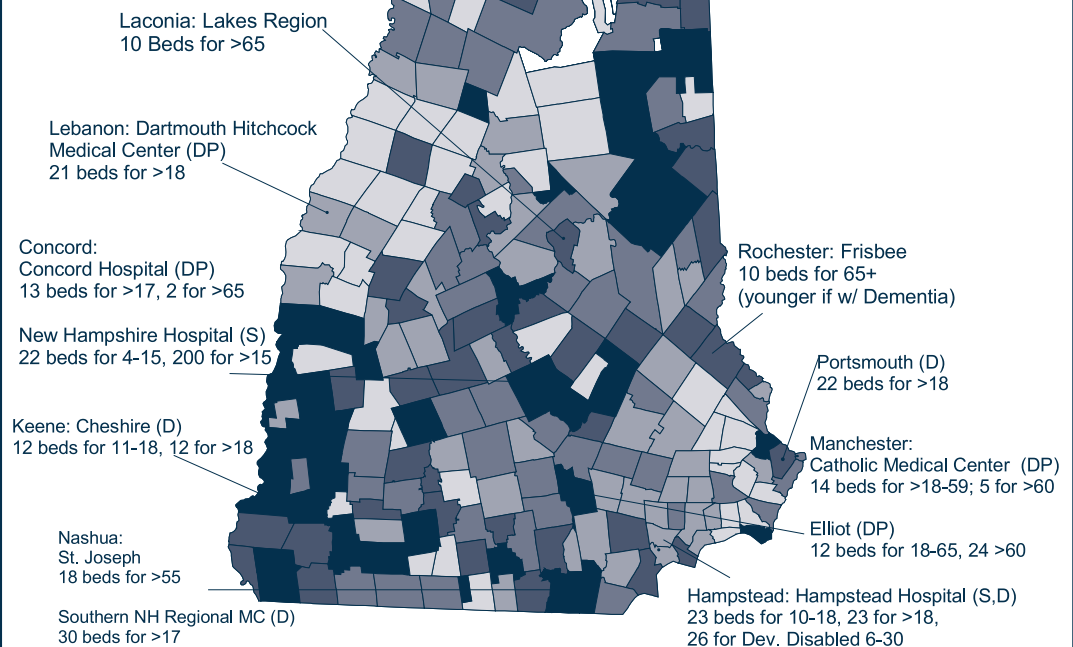 Laconia: Lakes Region
10 Beds for >65
Lebanon: Dartmouth Hitchcock
Medical Center (DP)
21 beds for >18
Concord:
Concord Hospital (DP)
13 beds for >17, 2 for >65
New Hampshire Hospital (S)
22 beds for 4-15, 200 for >15
Keene: Cheshire (D)
12 beds for 11-18, 12 for >18
Nashua:
St. Joseph
18 beds for >55
Southern NH Regional MC (D)
30 beds for >17
Rochester: Frisbee
10 beds for 65+
(younger if w/ Dementia)
Portsmouth (D)
22 beds for >18
Manchester:
Catholic Medical Center (DP)
14 beds for >18-59; 5 for >60
Elliot (DP)
12 beds for 18-65, 24 >60
Hampstead: Hampstead Hospital (S,D)
23 beds for 10-18, 23 for >18,
26 for Dev. Disabled 6-30